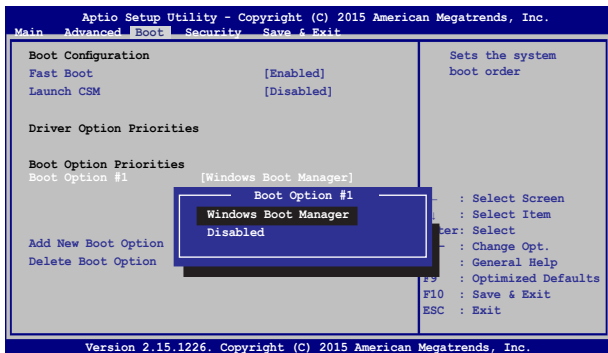 Aptio Setup Utility - Copyright (C) 2015 American Megatrends, Inc.
Main Advanced Boot Security Save & Exit
Boot Configuration
Fast Boot [Enabled]
Launch CSM [Disabled]
Driver Option Priorities
Boot Option Priorities
Boot Option #1 [Windows Boot Manager]
Boot Option #1
Windows Boot Manager
Disabled
Add New Boot Option
Delete Boot Option
Sets the system
boot order
: Select Screen
: Select Item
er: Select
: Change Opt.
: General Help
F9 : Optimized Defaults
F10 : Save & Exit
ESC : Exit
Version 2.15.1226. Copyright (C) 2015 American Megatrends, Inc.